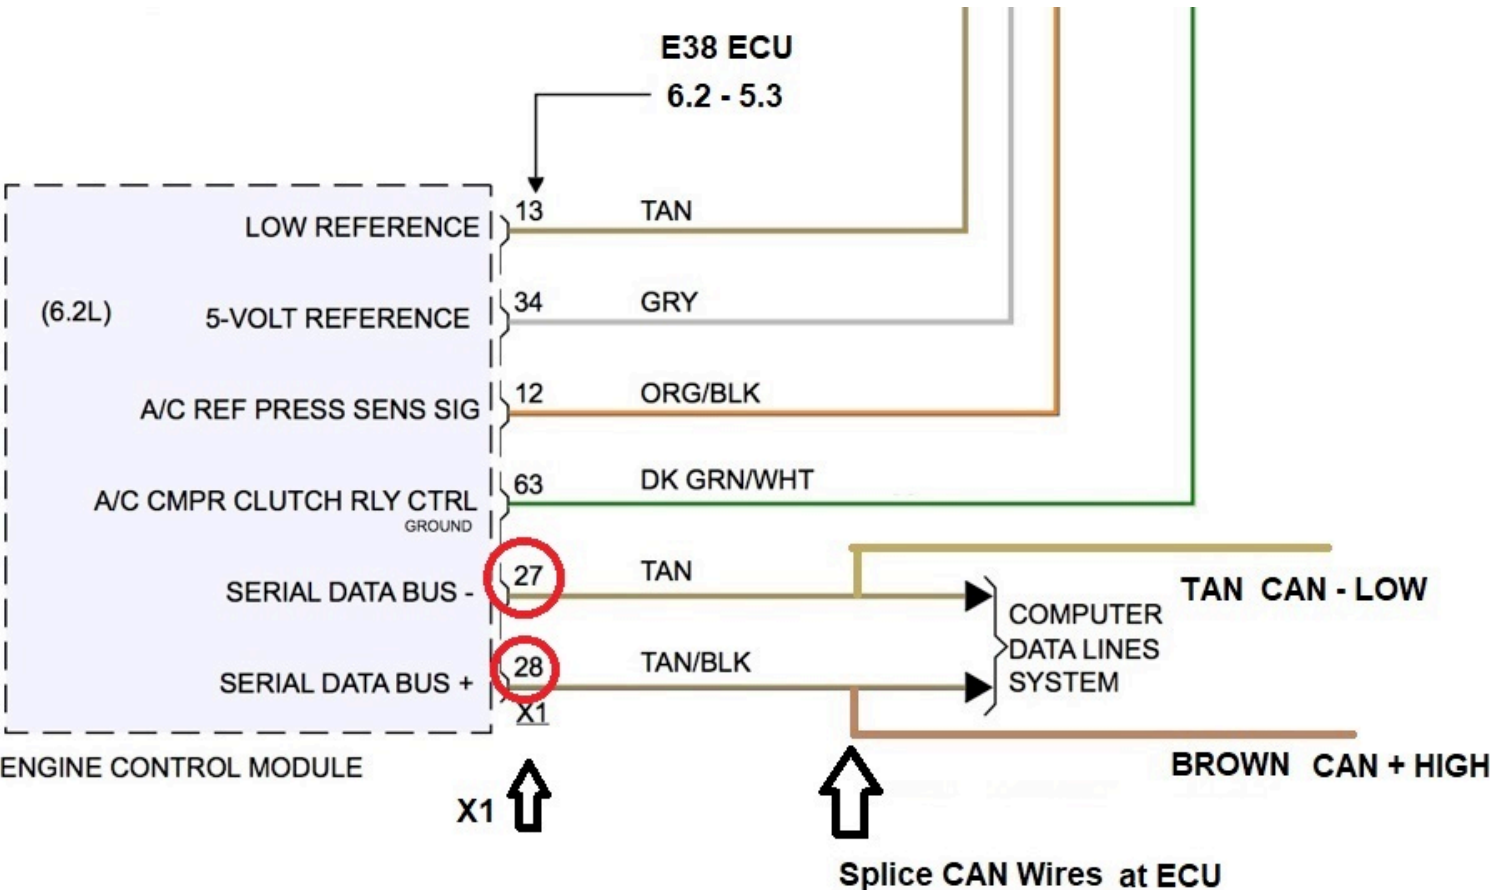 E38 ECU
6.2 - 5.3
13 TAN
LOW REFERENCE
34 GRY
(6.2L) 5-VOLT REFERENCE
12 ORG/BLK
A/C REF PRESS SENS SIG
63 DK GRN/WHT
A/C CMPR CLUTCH RLY CTRL
GROUND
27 TAN
SERIAL DATA BUS -
TAN CAN - LOW
COMPUTER
DATA LINES
SYSTEM
28 TAN/BLK
SERIAL DATA BUS +
X1
ENGINE CONTROL MODULE
BROWN CAN + HIGH
X1
Splice CAN Wires at ECU